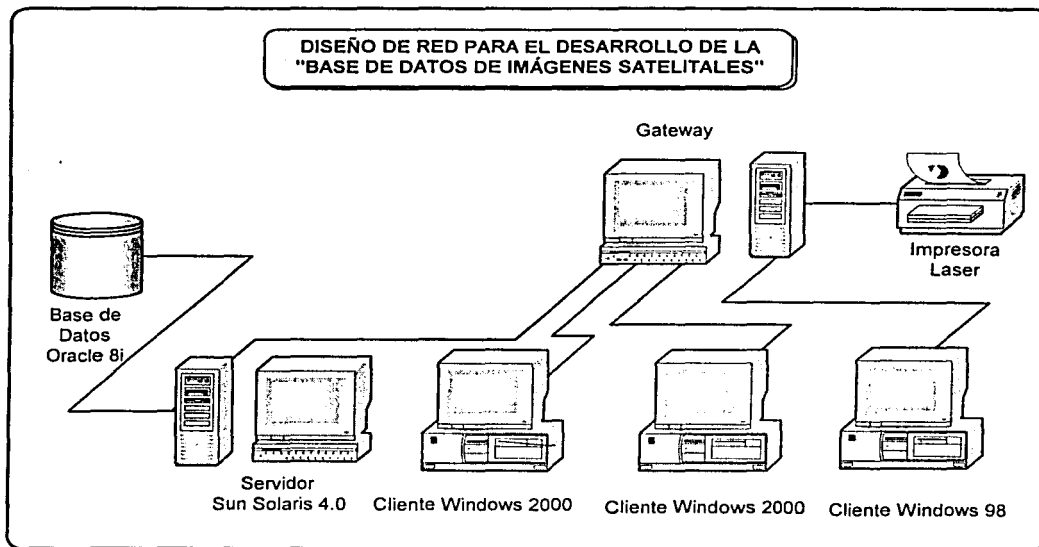 DISEÑO DE RED PARA EL DESARROLLO DE LA
"BASE DE DATOS DE IMÁGENES SATELITALES"
Gateway
Impresora
Laser
Base de
Datos
Oracle 8i
Servidor
Sun Solaris 4.0
Cliente Windows 2000
Cliente Windows 2000
Cliente Windows 98